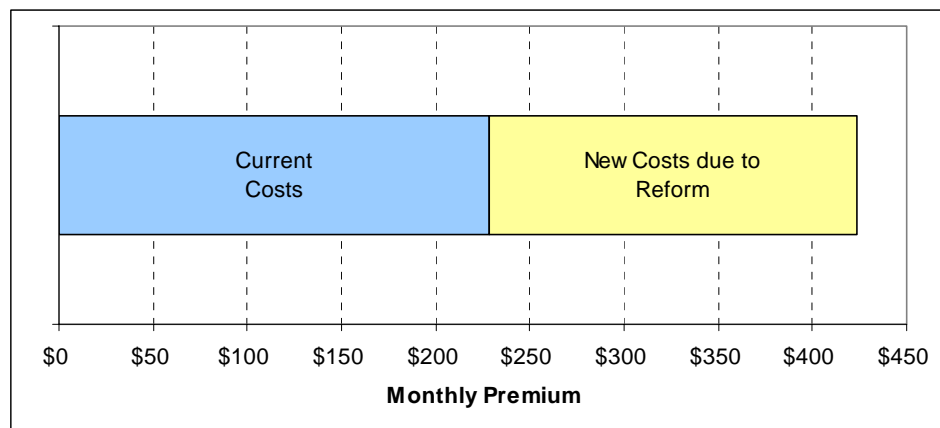 Current
Costs
New Costs due to
Reform
$0 $50 $100 $150 $200 $250 $300 $350 $400 $450
Monthly Premium